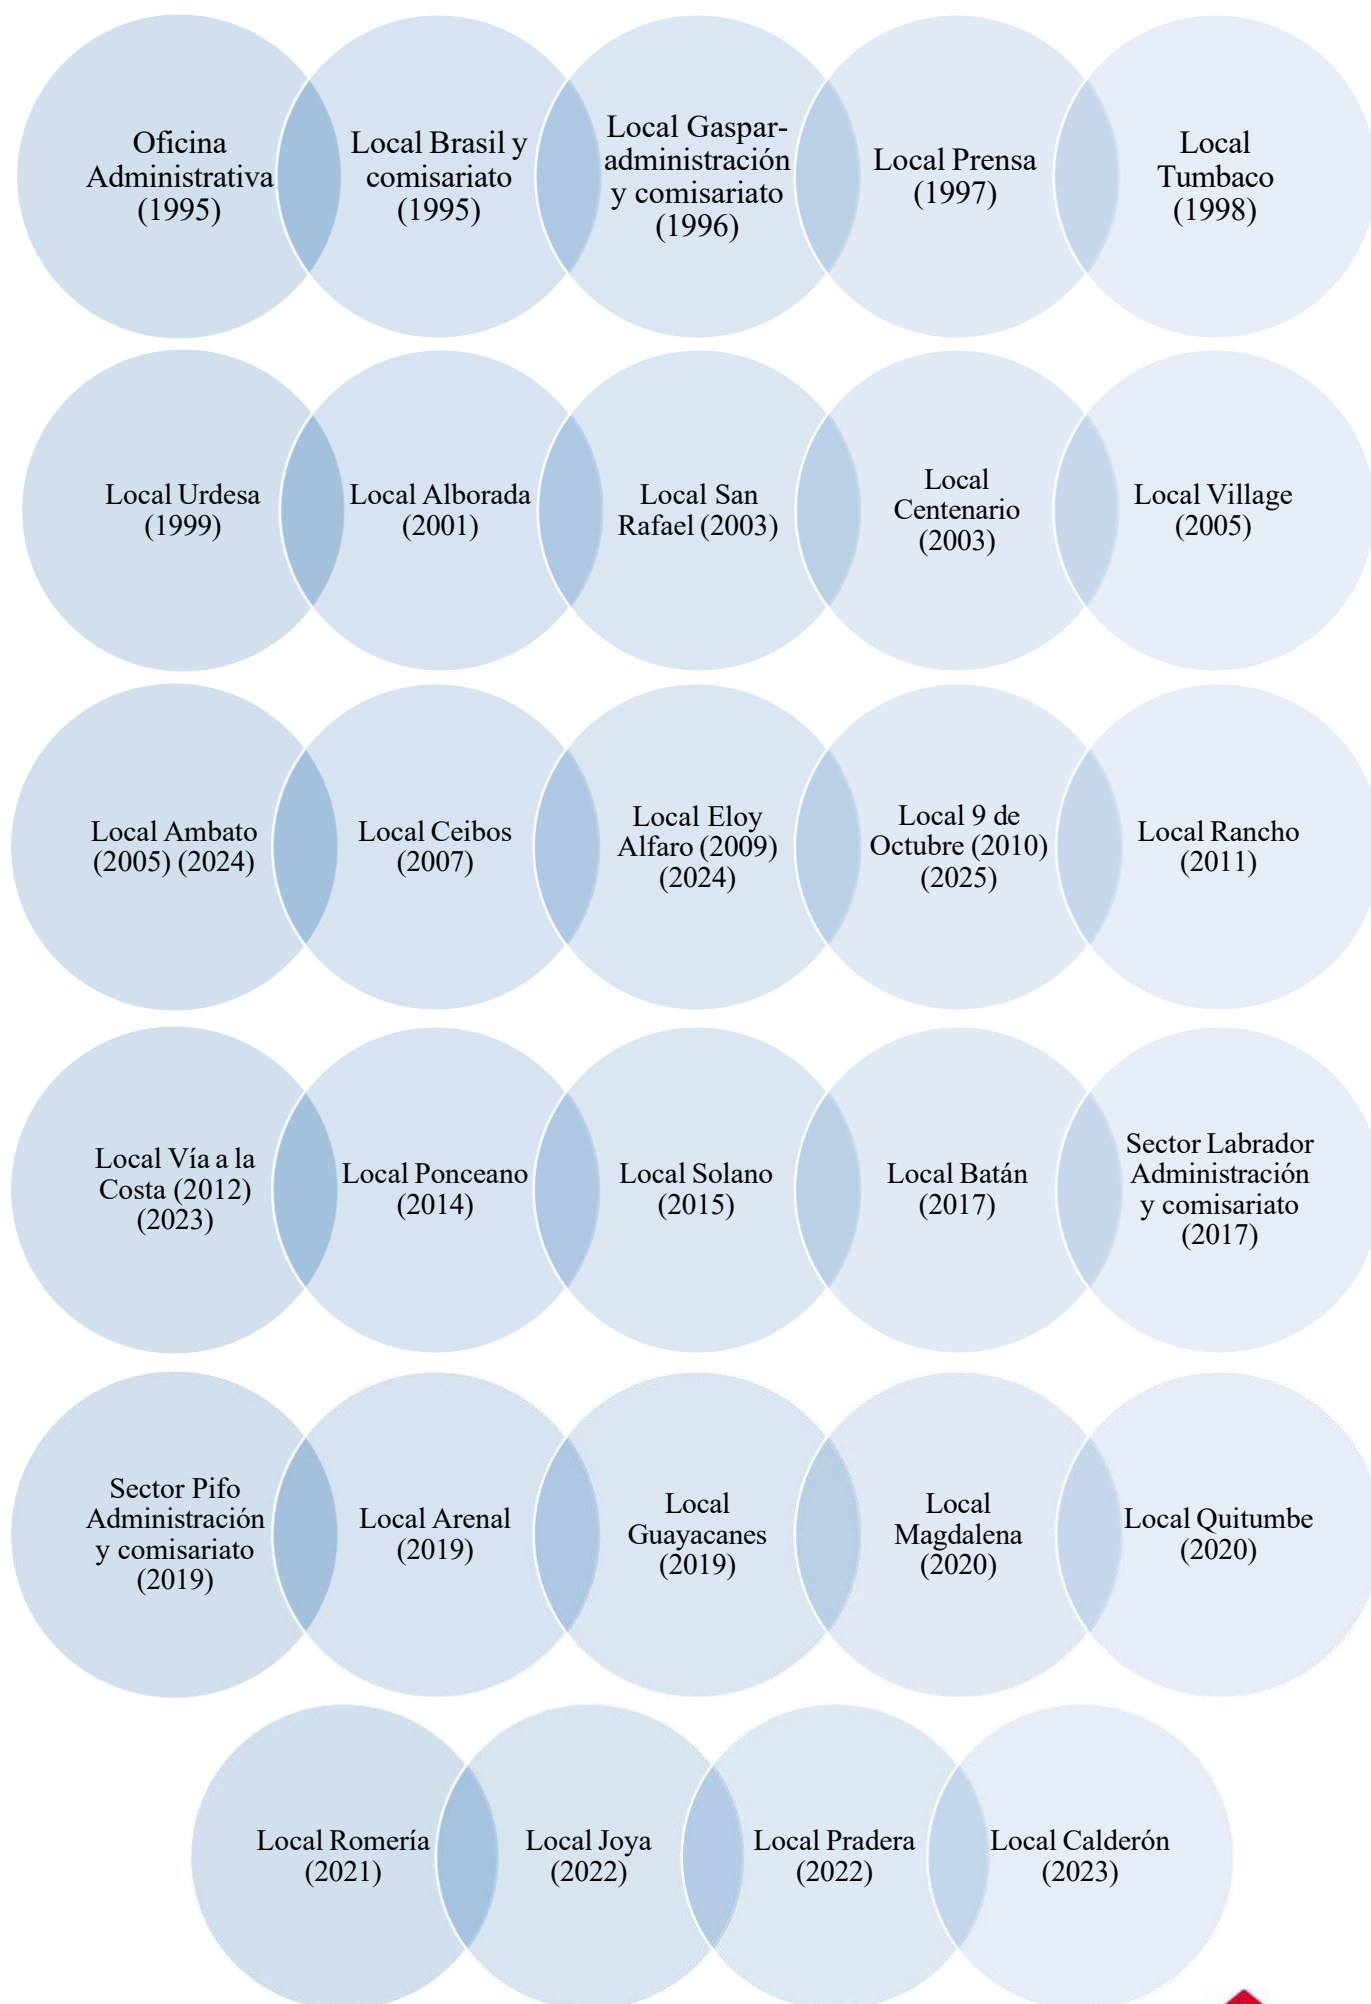 Oficina
Administrativa
(1995)
Local Brasil y
comisariato
(1995)
Local Gaspar-
administración
y comisariato
(1996)
Local Prensa
(1997)
Local
Tumbaco
(1998)
Local Urdesa
(1999)
Local Alborada
(2001)
Local San
Rafael (2003)
Local
Centenario
(2003)
Local Village
(2005)
Local Ambato
(2005) (2024)
Local Ceibos
(2007)
Local Eloy
Alfaro (2009)
(2024)
Local 9 de
Octubre (2010)
(2025)
Local Rancho
(2011)
Local Vía a la
Costa (2012)
(2023)
Local Ponceano
(2014)
Local Solano
(2015)
Local Batán
(2017)
Sector Labrador
Administración
y comisariato
(2017)
Sector Pifo
Administración
y comisariato
(2019)
Local Arenal
(2019)
Local
Guayacanes
(2019)
Local
Magdalena
(2020)
Local Quitumbe
(2020)
Local Romería
(2021)
Local Joya
(2022)
Local Pradera
(2022)
Local Calderón
(2023)